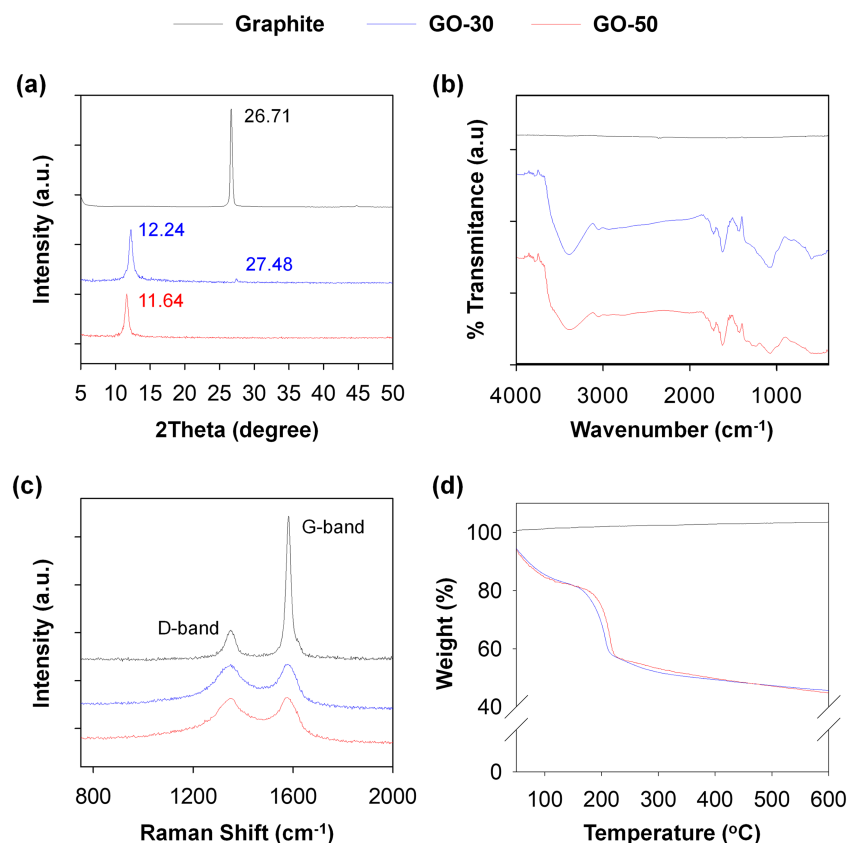 Graphite GO-30 GO-50
(a)
26.71
12.24
27.48
11.64
Intensity (a.u.)
5 10 15 20 25 30 35 40 45 50
2Theta (degree)
(b)
% Transmitance (a.u)
4000 3000 2000 1000
Wavenumber (cm-1)
(c)
G-band
D-band
Intensity (a.u.)
800 1200 1600 2000
Raman Shift (cm-1)
(d)
100
80
60
40
0
Weight (%)
100 200 300 400 500 600
Temperature (oC)